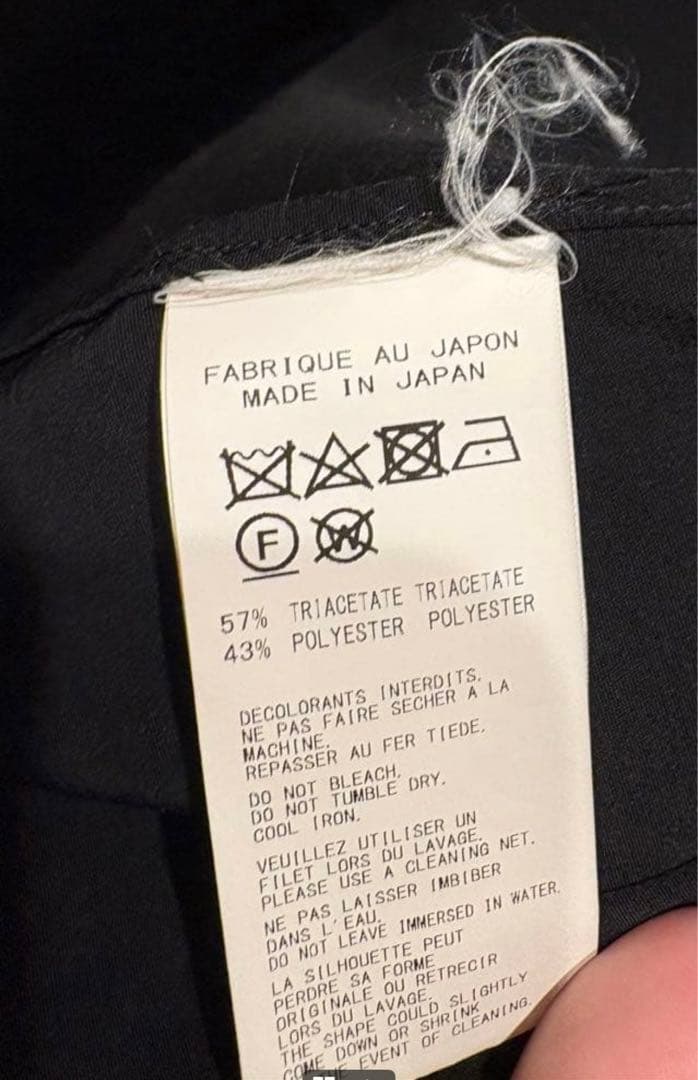 FABRIQUE AU JAPON
MADE IN JAPAN
F W
57% TRIACETATE TRIACETATE
43% POLYESTER POLYESTER
DECOLORANTS INTERDITS.
NE PAS FAIRE SECHER A LA
MACHINE.
REPASSER AU FER TIEDE.
DO NOT BLEACH.
DO NOT TUMBLE DRY.
COOL IRON.
VEUILLEZ UTILISER UN
FILET LORS DU LAVAGE.
PLEASE USE A CLEANING NET.
NE PAS LAISSER IMBIBER
DANS L'EAU.
DO NOT LEAVE IMMERSED IN WATER.
LA SILHOUETTE PEUT
PERDRE SA FORME
ORIGINALE OU RETRECIR
LORS DU LAVAGE.
THE SHAPE COULD SLIGHTLY
COME DOWN OR SHRINK
EVENT OF CLEANING.